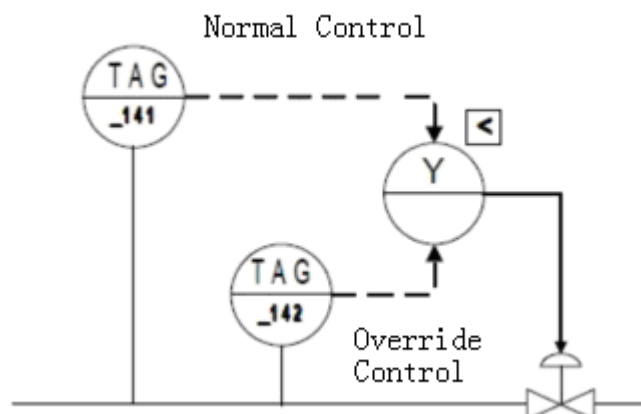 Normal Control
TAG
_141
<
Y
TAG
_142
Override
Control